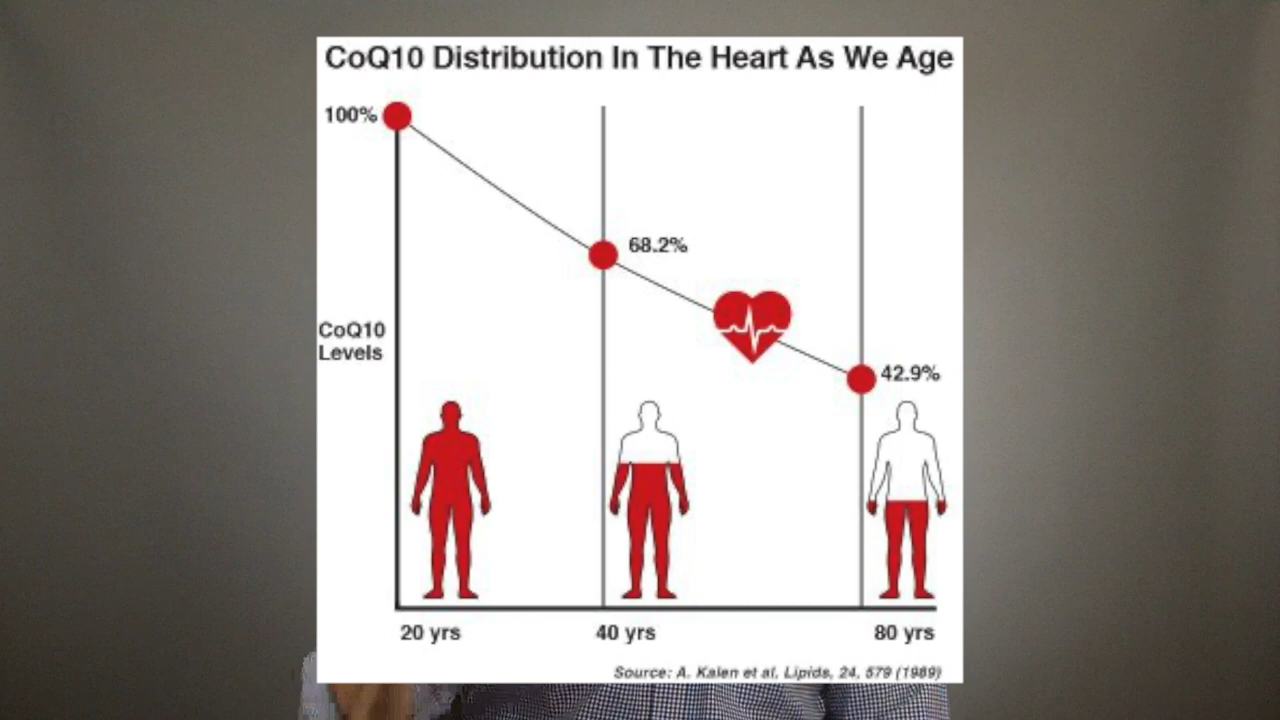 CoQ10 Distribution In The Heart As We Age
100%
68.2%
CoQ10
Levels
42.9%
20 yrs
40 yrs
80 yrs
Source: A. Kalen et al. Lipids, 24, 579 (1989)